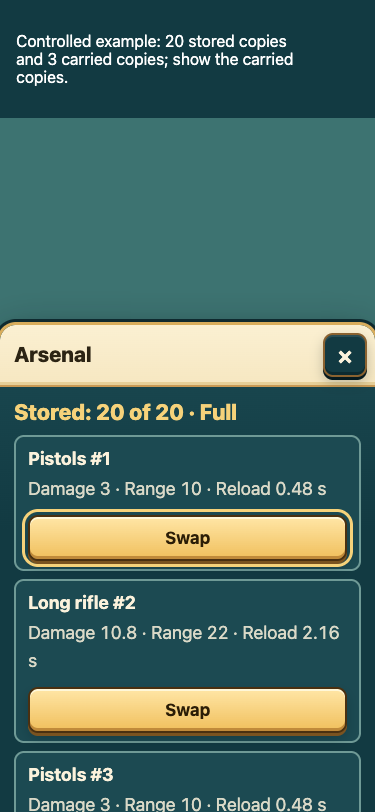 Controlled example: 20 stored copies
and 3 carried copies; show the carried
copies.
Arsenal
×
Stored: 20 of 20 · Full
Pistols #1
Damage 3 · Range 10 · Reload 0.48 s
Swap
Long rifle #2
Damage 10.8 · Range 22 · Reload 2.16
s
Swap
Pistols #3
Damage 3 · Range 10 · Reload 0.48 s